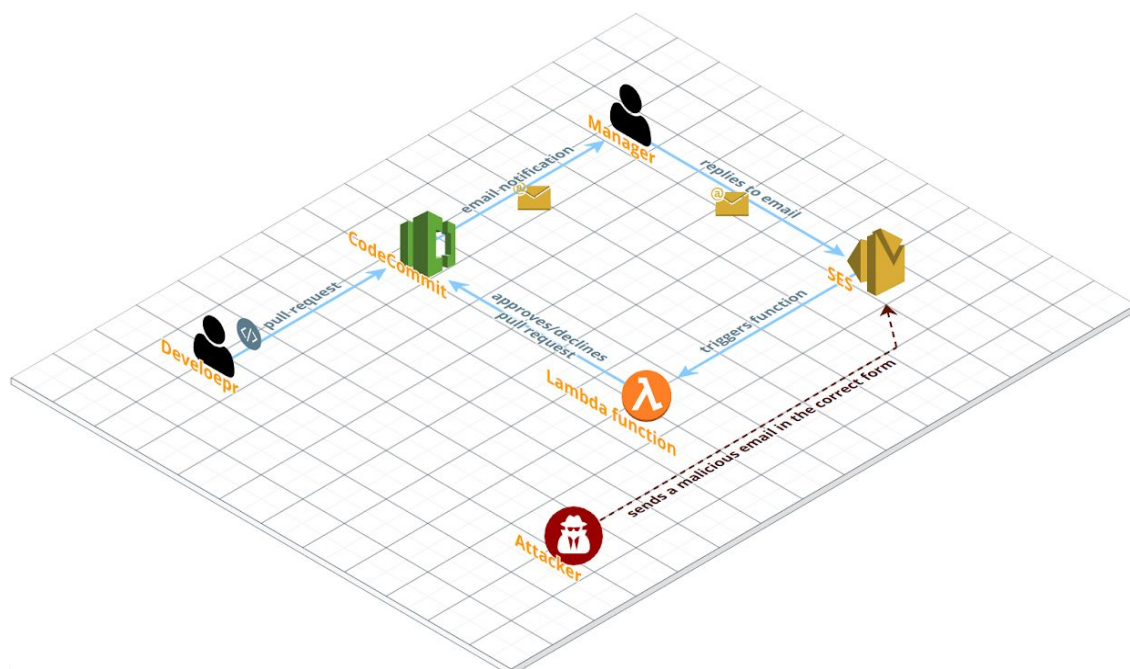 Manager
email notification
@
replies to email
@
CodeCommit
SES
pull request
</>
Develoepr
approves/declines
pull request
triggers function
λ
Lambda function
sends a malicious email in the correct form
Attacker